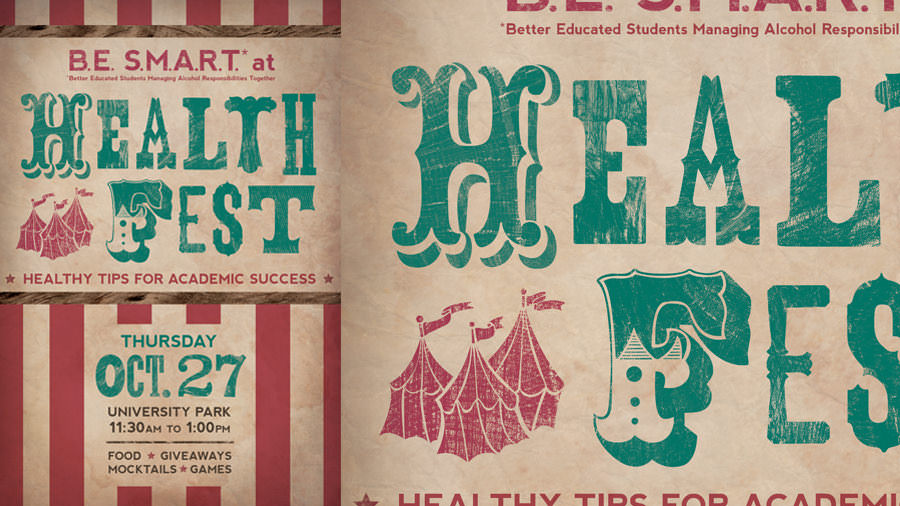 B.E. S.M.A.R.T.* at
*Better Educated Students Managing Alcohol Responsibilities Together
HEALTH
FEST
★ HEALTHY TIPS FOR ACADEMIC SUCCESS ★
THURSDAY
OCT. 27
UNIVERSITY PARK
11:30AM TO 1:00PM
FOOD ★ GIVEAWAYS
MOCKTAILS ★ GAMES
B.E. S.M.A.R.T
*Better Educated Students Managing Alcohol Responsibil
HEAL
FES
★ HEALTHY TIPS FOR ACADEMI